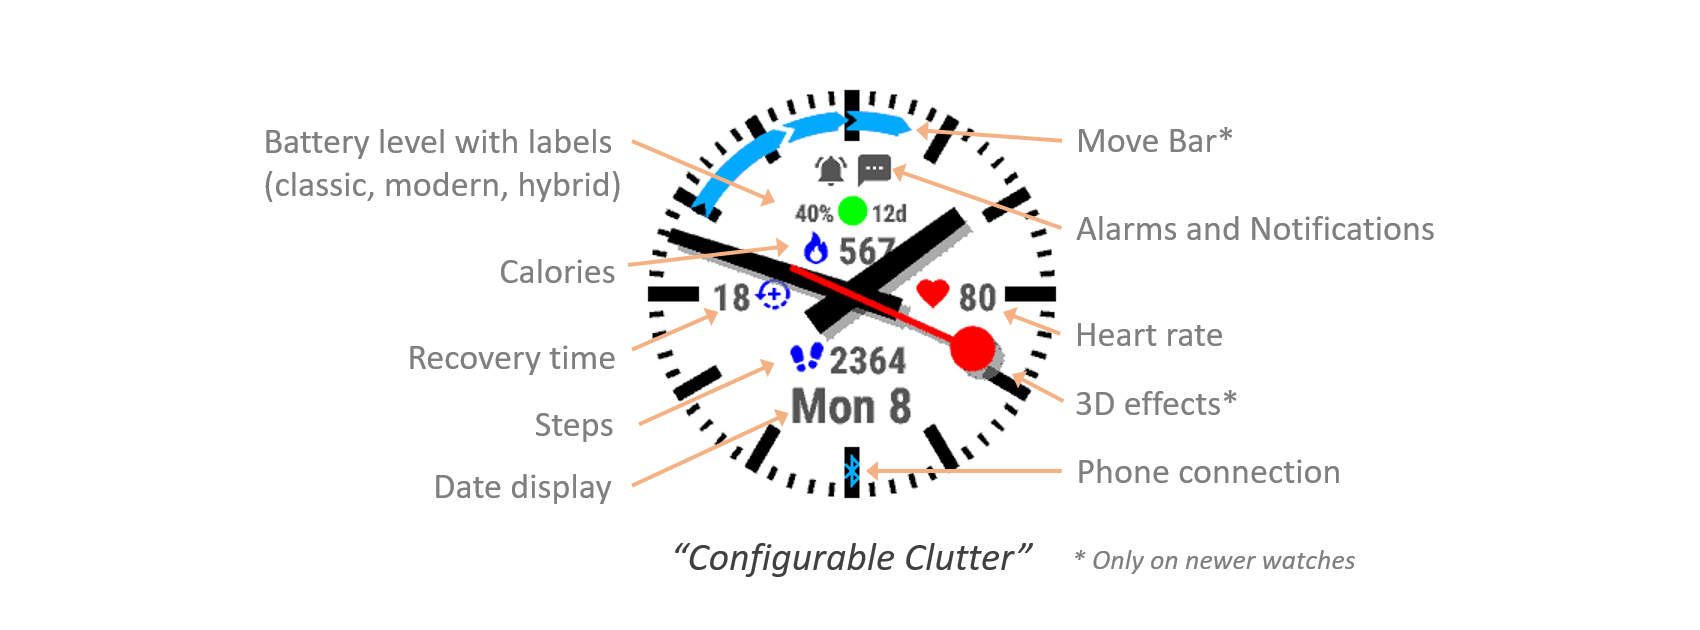 Battery level with labels
(classic, modern, hybrid)
Calories
Recovery time
Steps
Date display
40% 12d
567
18
80
2364
Mon 8
Move Bar*
Alarms and Notifications
Heart rate
3D effects*
Phone connection
“Configurable Clutter”
* Only on newer watches